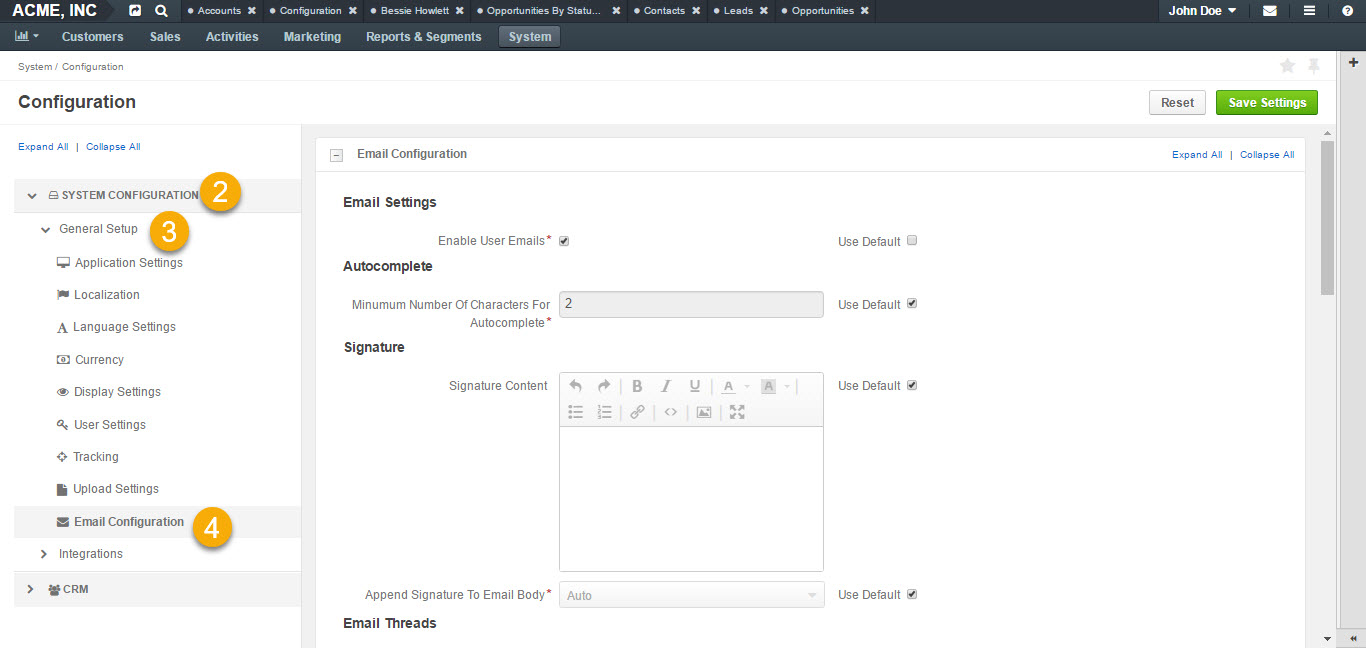 ACME, INC
Accounts Configuration Bessie Howlett Opportunities By Statu... Contacts Leads Opportunities
John Doe
Customers Sales Activities Marketing Reports & Segments System
System / Configuration
Configuration
Reset Save Settings
Expand All | Collapse All
SYSTEM CONFIGURATION 2
General Setup 3
Application Settings
Localization
Language Settings
Currency
Display Settings
User Settings
Tracking
Upload Settings
Email Configuration 4
Integrations
CRM
Email Configuration
Expand All | Collapse All
Email Settings
Enable User Emails* Use Default
Autocomplete
Minumum Number Of Characters For
Autocomplete* 2 Use Default
Signature
Signature Content Use Default
Append Signature To Email Body* Auto Use Default
Email Threads